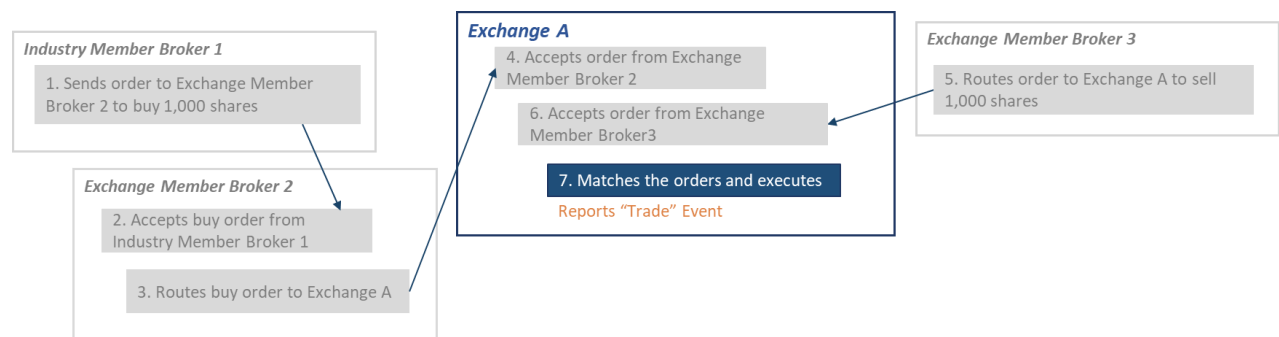 Industry Member Broker 1
1. Sends order to Exchange Member
Broker 2 to buy 1,000 shares
Exchange Member Broker 2
2. Accepts buy order from
Industry Member Broker 1
3. Routes buy order to Exchange A
Exchange A
4. Accepts order from Exchange
Member Broker 2
6. Accepts order from Exchange
Member Broker3
7. Matches the orders and executes
Reports “Trade” Event
Exchange Member Broker 3
5. Routes order to Exchange A to sell
1,000 shares